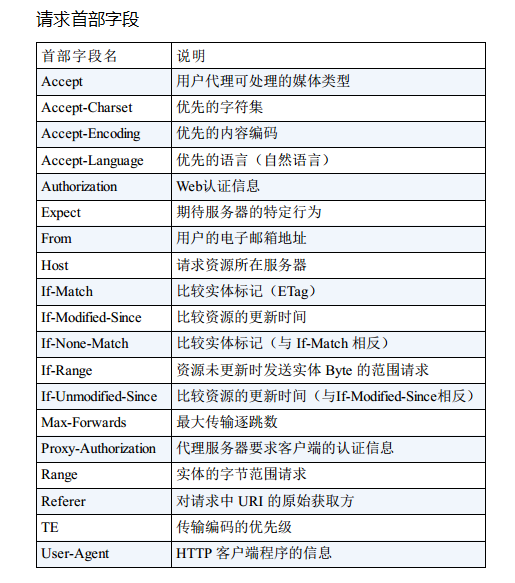 请求首部字段
首部字段名 说明
Accept 用户代理可处理的媒体类型
Accept-Charset 优先的字符集
Accept-Encoding 优先的内容编码
Accept-Language 优先的语言（自然语言）
Authorization Web认证信息
Expect 期待服务器的特定行为
From 用户的电子邮箱地址
Host 请求资源所在服务器
If-Match 比较实体标记（ETag）
If-Modified-Since 比较资源的更新时间
If-None-Match 比较实体标记（与 If-Match 相反）
If-Range 资源未更新时发送实体 Byte 的范围请求
If-Unmodified-Since 比较资源的更新时间（与If-Modified-Since相反）
Max-Forwards 最大传输逐跳数
Proxy-Authorization 代理服务器要求客户端的认证信息
Range 实体的字节范围请求
Referer 对请求中 URI 的原始获取方
TE 传输编码的优先级
User-Agent HTTP 客户端程序的信息